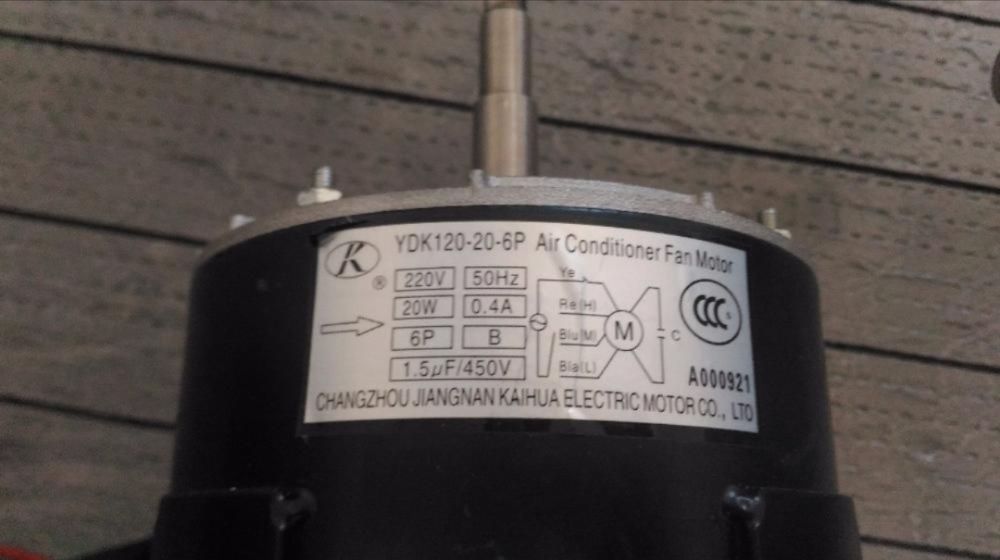 K
®
YDK120-20-6P Air Conditioner Fan Motor
220V 50Hz
20W 0.4A
6P B
1.5µF/450V
Ye
Re(H)
Blu(M)
Bla(L)
M
C
CCC S
A000921
CHANGZHOU JIANGNAN KAIHUA ELECTRIC MOTOR CO., LTD